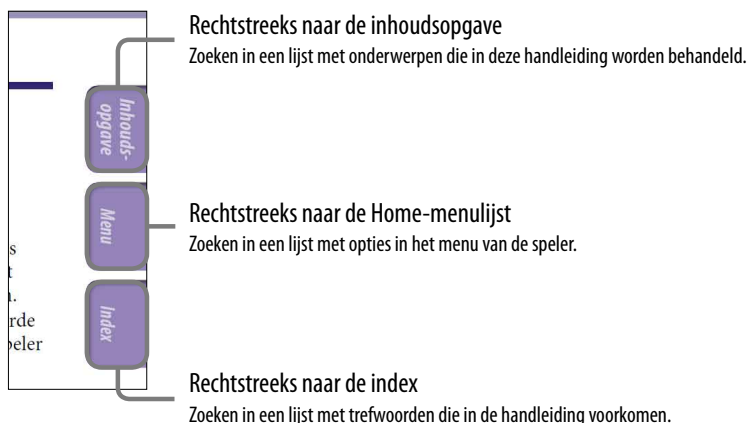 Rechtstreeks naar de inhoudsopgave
Zoeken in een lijst met onderwerpen die in deze handleiding worden behandeld.
Inhouds-
opgave
Rechtstreeks naar de Home-menulijst
Zoeken in een lijst met opties in het menu van de speler.
Menu
Index
Rechtstreeks naar de index
Zoeken in een lijst met trefwoorden die in de handleiding voorkomen.